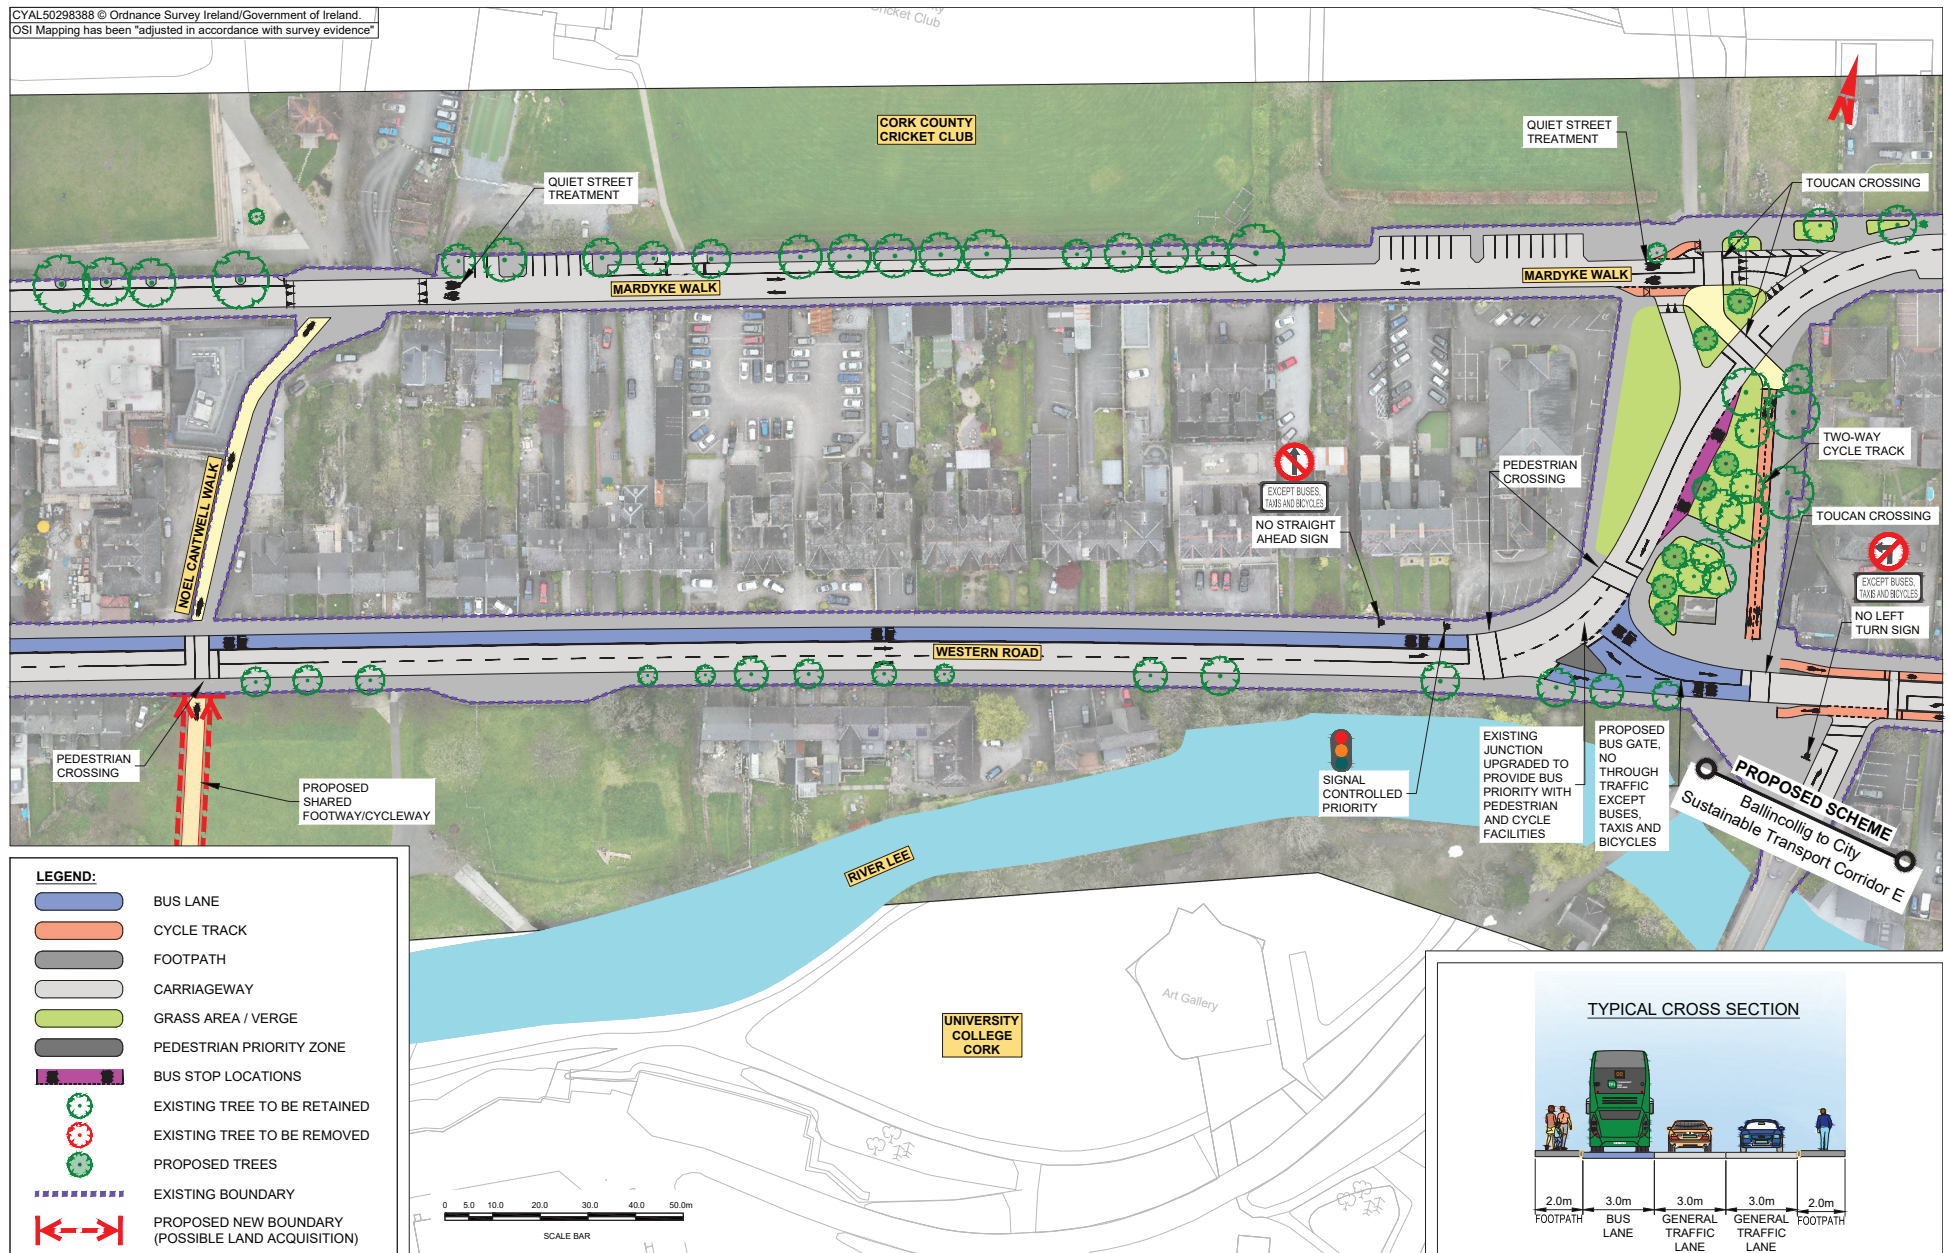 CYAL50298388 © Ordnance Survey Ireland/Government of Ireland.
OSI Mapping has been "adjusted in accordance with survey evidence"
Cricket Club
CORK COUNTY
CRICKET CLUB
QUIET STREET
TREATMENT
QUIET STREET
TREATMENT
TOUCAN CROSSING
N
MARDYKE WALK
MARDYKE WALK
NOEL CANTWELL WALK
PEDESTRIAN
CROSSING
TWO-WAY
CYCLE TRACK
EXCEPT BUSES,
TAXIS AND BICYCLES
NO STRAIGHT
AHEAD SIGN
TOUCAN CROSSING
EXCEPT BUSES,
TAXIS AND BICYCLES
NO LEFT
TURN SIGN
WESTERN ROAD
PEDESTRIAN
CROSSING
PROPOSED
SHARED
FOOTWAY/CYCLEWAY
SIGNAL
CONTROLLED
PRIORITY
EXISTING
JUNCTION
UPGRADED TO
PROVIDE BUS
PRIORITY WITH
PEDESTRIAN
AND CYCLE
FACILITIES
PROPOSED
BUS GATE,
NO
THROUGH
TRAFFIC
EXCEPT
BUSES,
TAXIS AND
BICYCLES
PROPOSED SCHEME
Ballincollig to City
Sustainable Transport Corridor E
RIVER LEE
LEGEND:
BUS LANE
CYCLE TRACK
FOOTPATH
CARRIAGEWAY
GRASS AREA / VERGE
PEDESTRIAN PRIORITY ZONE
BUS STOP LOCATIONS
EXISTING TREE TO BE RETAINED
EXISTING TREE TO BE REMOVED
PROPOSED TREES
EXISTING BOUNDARY
PROPOSED NEW BOUNDARY
(POSSIBLE LAND ACQUISITION)
Art Gallery
UNIVERSITY
COLLEGE
CORK
0 5.0 10.0 20.0 30.0 40.0 50.0m
SCALE BAR
TYPICAL CROSS SECTION
2.0m 3.0m 3.0m 3.0m 2.0m
FOOTPATH
BUS
LANE
GENERAL
TRAFFIC
LANE
GENERAL
TRAFFIC
LANE
FOOTPATH